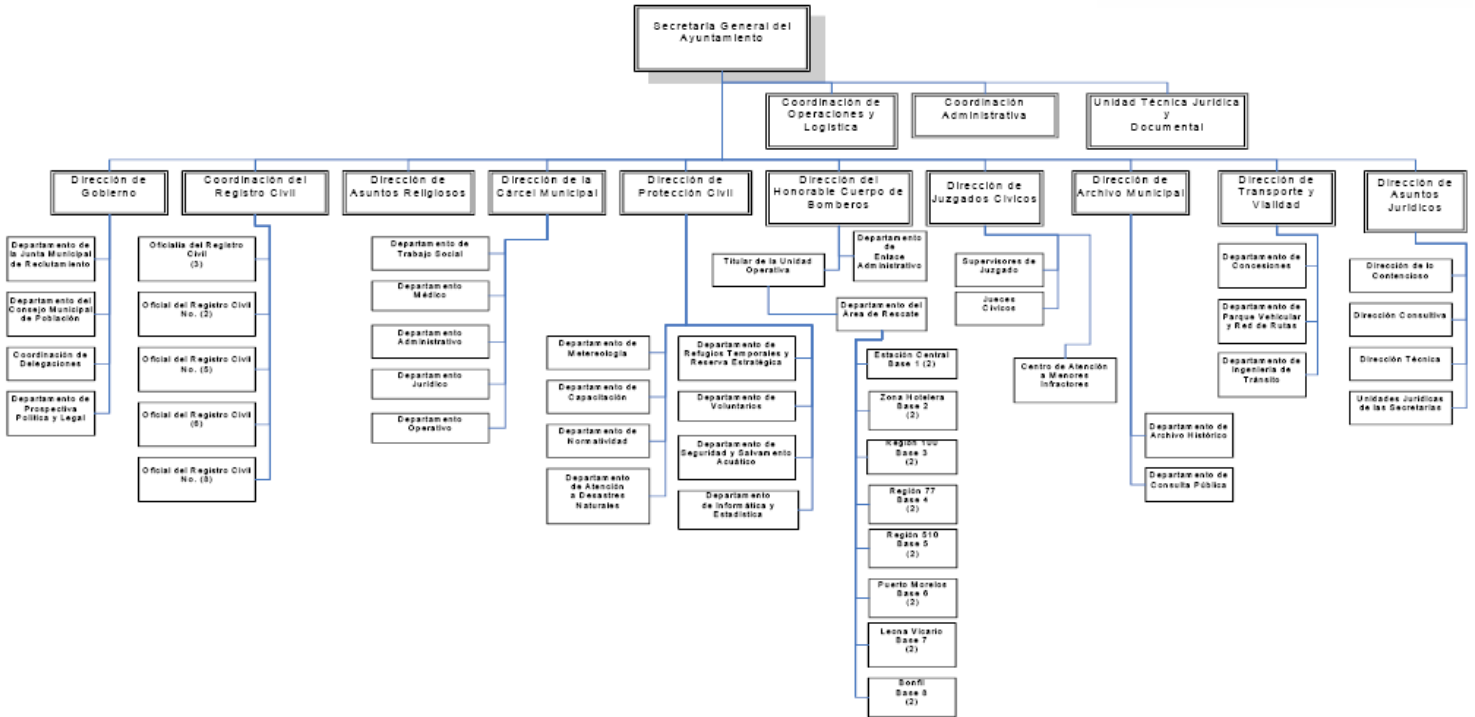 Secretaría General del
Ayuntamiento
Coordinación de
Operaciones y
Logística
Coordinación
Administrativa
Unidad Técnica Jurídica
y
Documental
Dirección de
Gobierno
Coordinación del
Registro Civil
Dirección de
Asuntos Religiosos
Dirección de la
Cárcel Municipal
Dirección de
Protección Civil
Dirección del
Honorable Cuerpo de
Bomberos
Dirección de
Juzgados Cívicos
Dirección de
Archivo Municipal
Dirección de
Transporte y
Vialidad
Dirección de
Asuntos
Jurídicos
Departamento de
la Junta Municipal
de Reclutamiento
Departamento del
Consejo Municipal
de Población
Coordinación de
Delegaciones
Departamento de
Prospectiva
Política y Legal
Oficialía del Registro
Civil
(3)
Oficial del Registro Civil
No. (2)
Oficial del Registro Civil
No. (5)
Oficial del Registro Civil
(6)
Oficial del Registro Civil
No. (8)
Departamento de
Trabajo Social
Departamento
Médico
Departamento
Administrativo
Departamento
Jurídico
Departamento
Operativo
Departamento de
Metereología
Departamento de
Capacitación
Departamento de
Normatividad
Departamento
de Atención
a Desastres
Naturales
Departamento de
Refugios Temporales y
Reserva Estratégica
Departamento de
Voluntarios
Departamento de
Seguridad y Salvamento
Acuático
Departamento
de Informática y
Estadística
Titular de la Unidad
Operativa
Departamento
de
Enlace
Administrativo
Departamento del
Área de Rescate
Estación Central
Base 1 (2)
Zona Hotelera
Base 2
(2)
Región 100
Base 3
(2)
Región 77
Base 4
(2)
Región 510
Base 5
(2)
Puerto Morelos
Base 6
(2)
Leona Vicario
Base 7
(2)
Bonfil
Base 8
(2)
Supervisores de
Juzgado
Jueces
Cívicos
Centro de Atención
a Menores
Infractores
Departamento de
Archivo Histórico
Departamento de
Consulta Pública
Departamento de
Concesiones
Departamento de
Parque Vehicular
y Red de Rutas
Departamento de
Ingeniería de
Tránsito
Dirección de lo
Contencioso
Dirección Consultiva
Dirección Técnica
Unidades Jurídicas
de las Secretarías